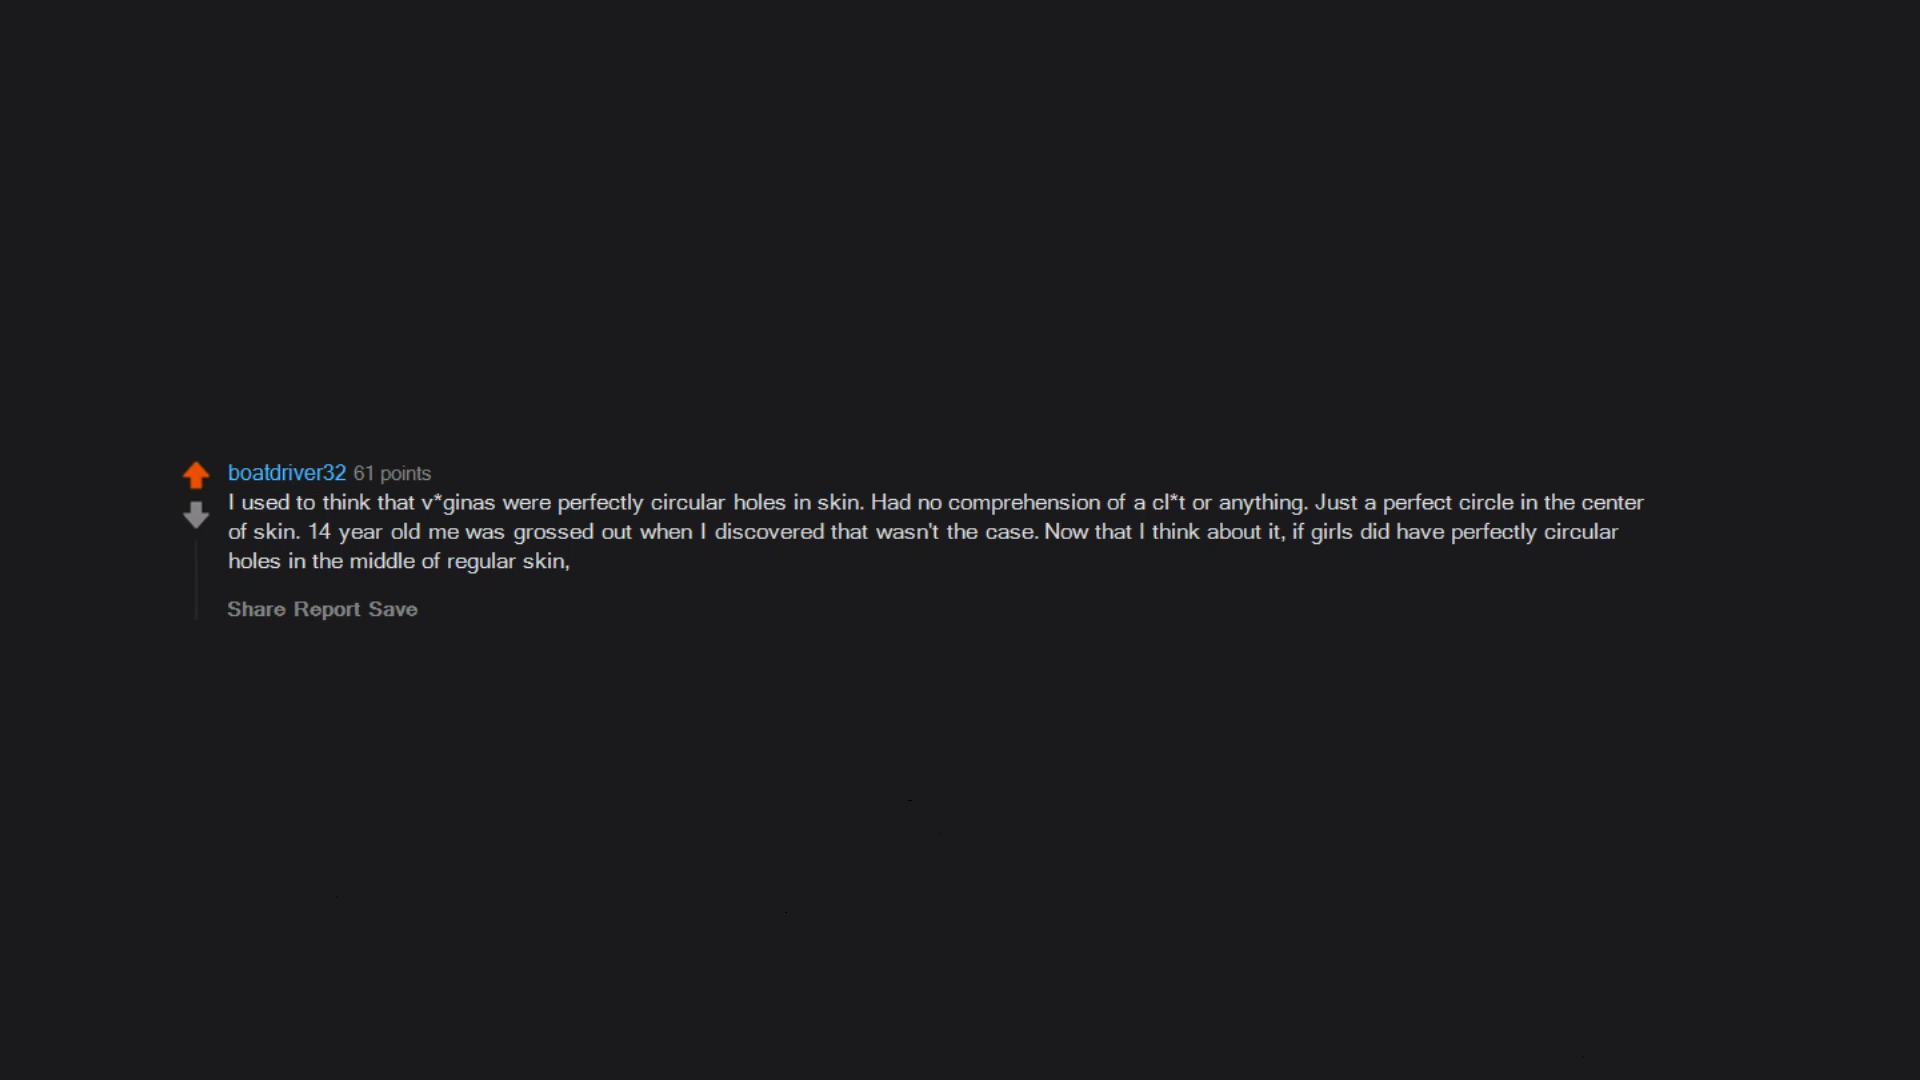 boatdriver32 61 points
I used to think that v*ginas were perfectly circular holes in skin. Had no comprehension of a cl*t or anything. Just a perfect circle in the center
of skin. 14 year old me was grossed out when I discovered that wasn't the case. Now that I think about it, if girls did have perfectly circular
holes in the middle of regular skin,
Share Report Save